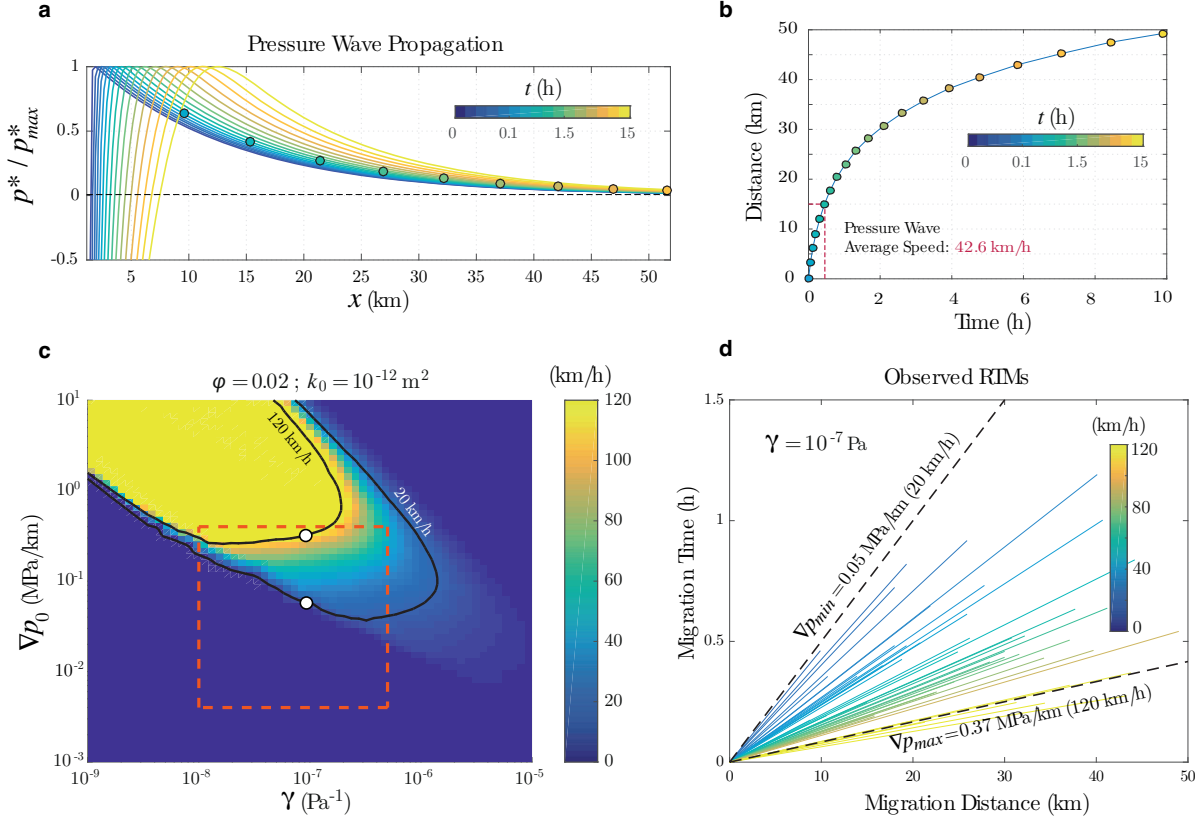 a
Pressure Wave Propagation
p* / p*max
1
0.5
0
-0.5
t (h)
0 0.1 1.5 15
5 10 15 20 25 30 35 40 45 50
x (km)
b
Distance (km)
50
40
30
20
10
0
t (h)
0 0.1 1.5 15
Pressure Wave
Average Speed: 42.6 km/h
0 2 4 6 8 10
Time (h)
c
φ = 0.02 ; k₀ = 10⁻¹² m²
(km/h)
∇p₀ (MPa/km)
10¹
10⁰
10⁻¹
10⁻²
10⁻³
120 km/h
20 km/h
120
100
80
60
40
20
0
10⁻⁹ 10⁻⁸ 10⁻⁷ 10⁻⁶ 10⁻⁵
γ (Pa⁻¹)
d
Observed RTMs
Migration Time (h)
1.5
1
0.5
0
γ = 10⁻⁷ Pa
(km/h)
120
80
40
0
∇pmin=0.05 MPa/km (20 km/h)
∇pmax=0.37 MPa/km (120 km/h)
0 10 20 30 40 50
Migration Distance (km)